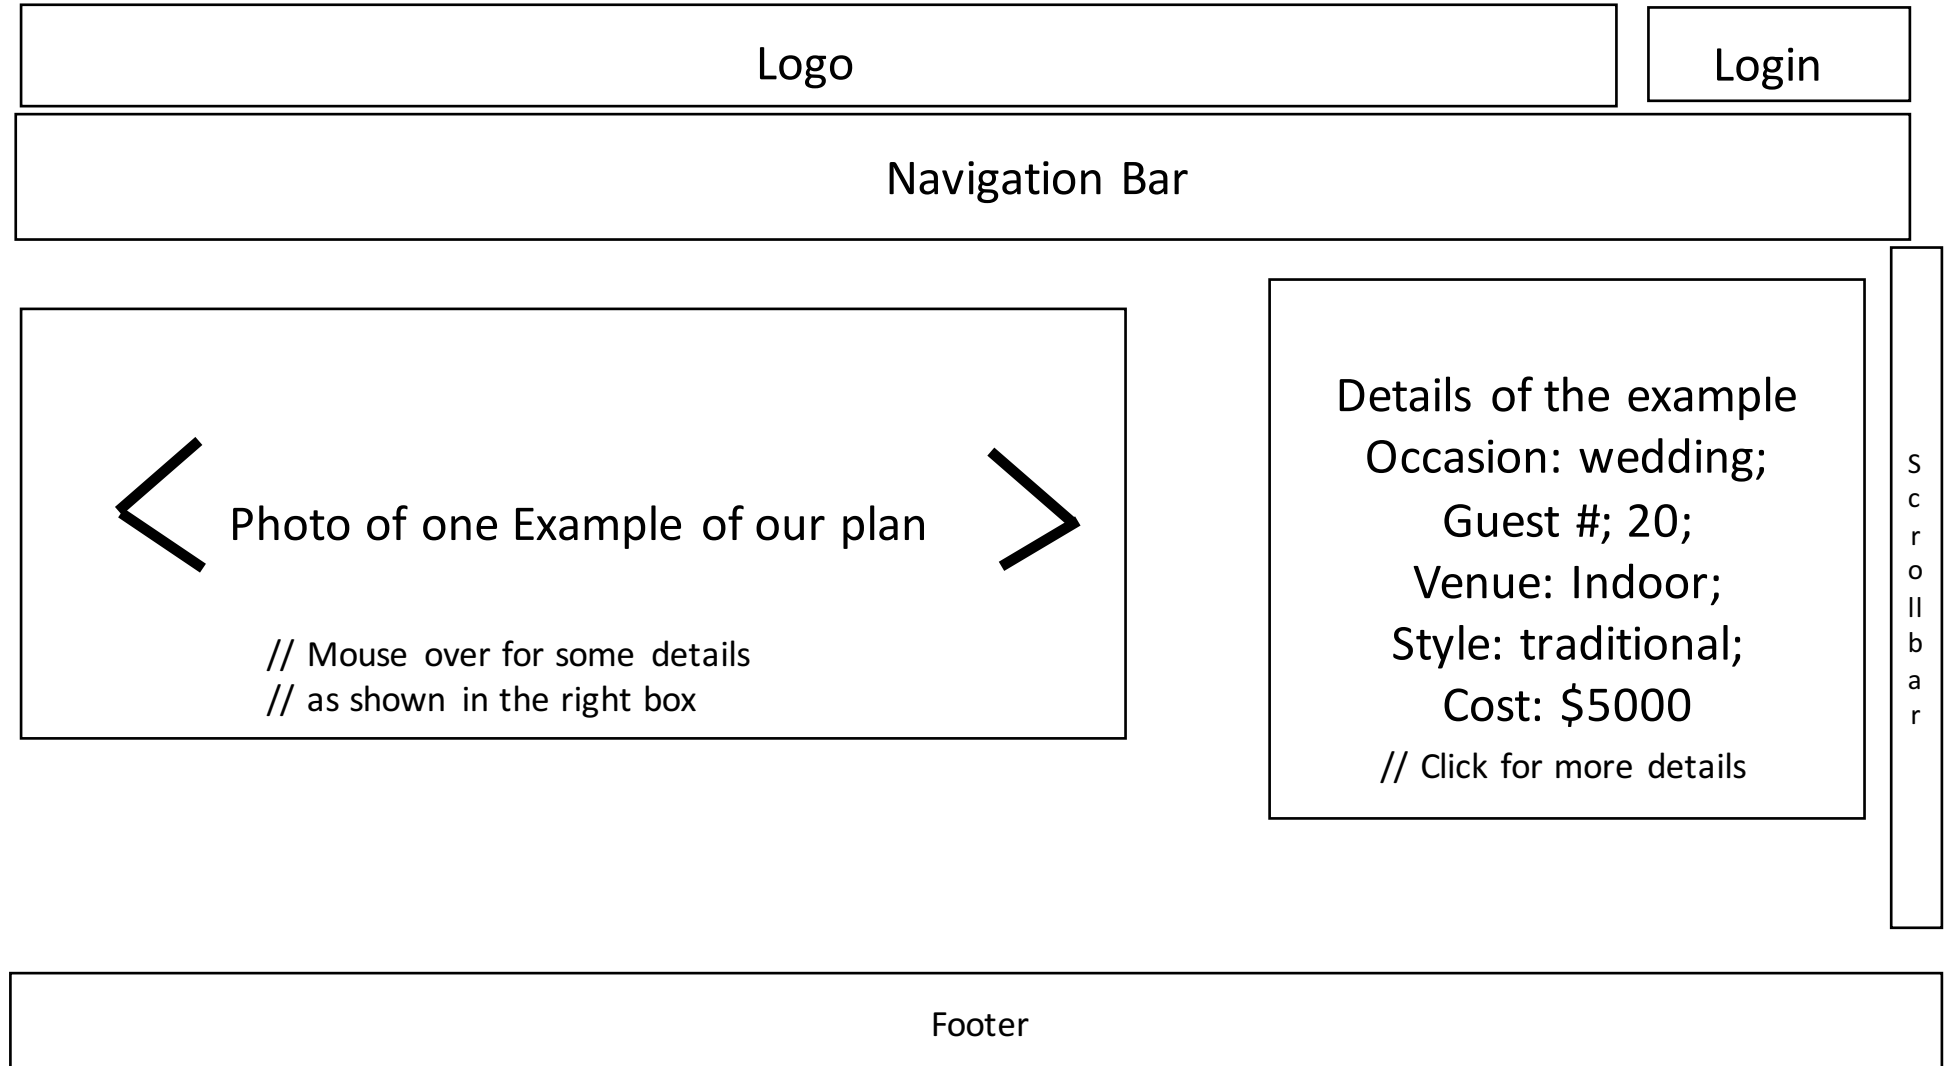 Logo
Login
Navigation Bar
Photo of one Example of our plan
// Mouse over for some details
// as shown in the right box
Details of the example
Occasion: wedding;
Guest #; 20;
Venue: Indoor;
Style: traditional;
Cost: $5000
// Click for more details
S
c
r
o
ll
b
a
r
Footer